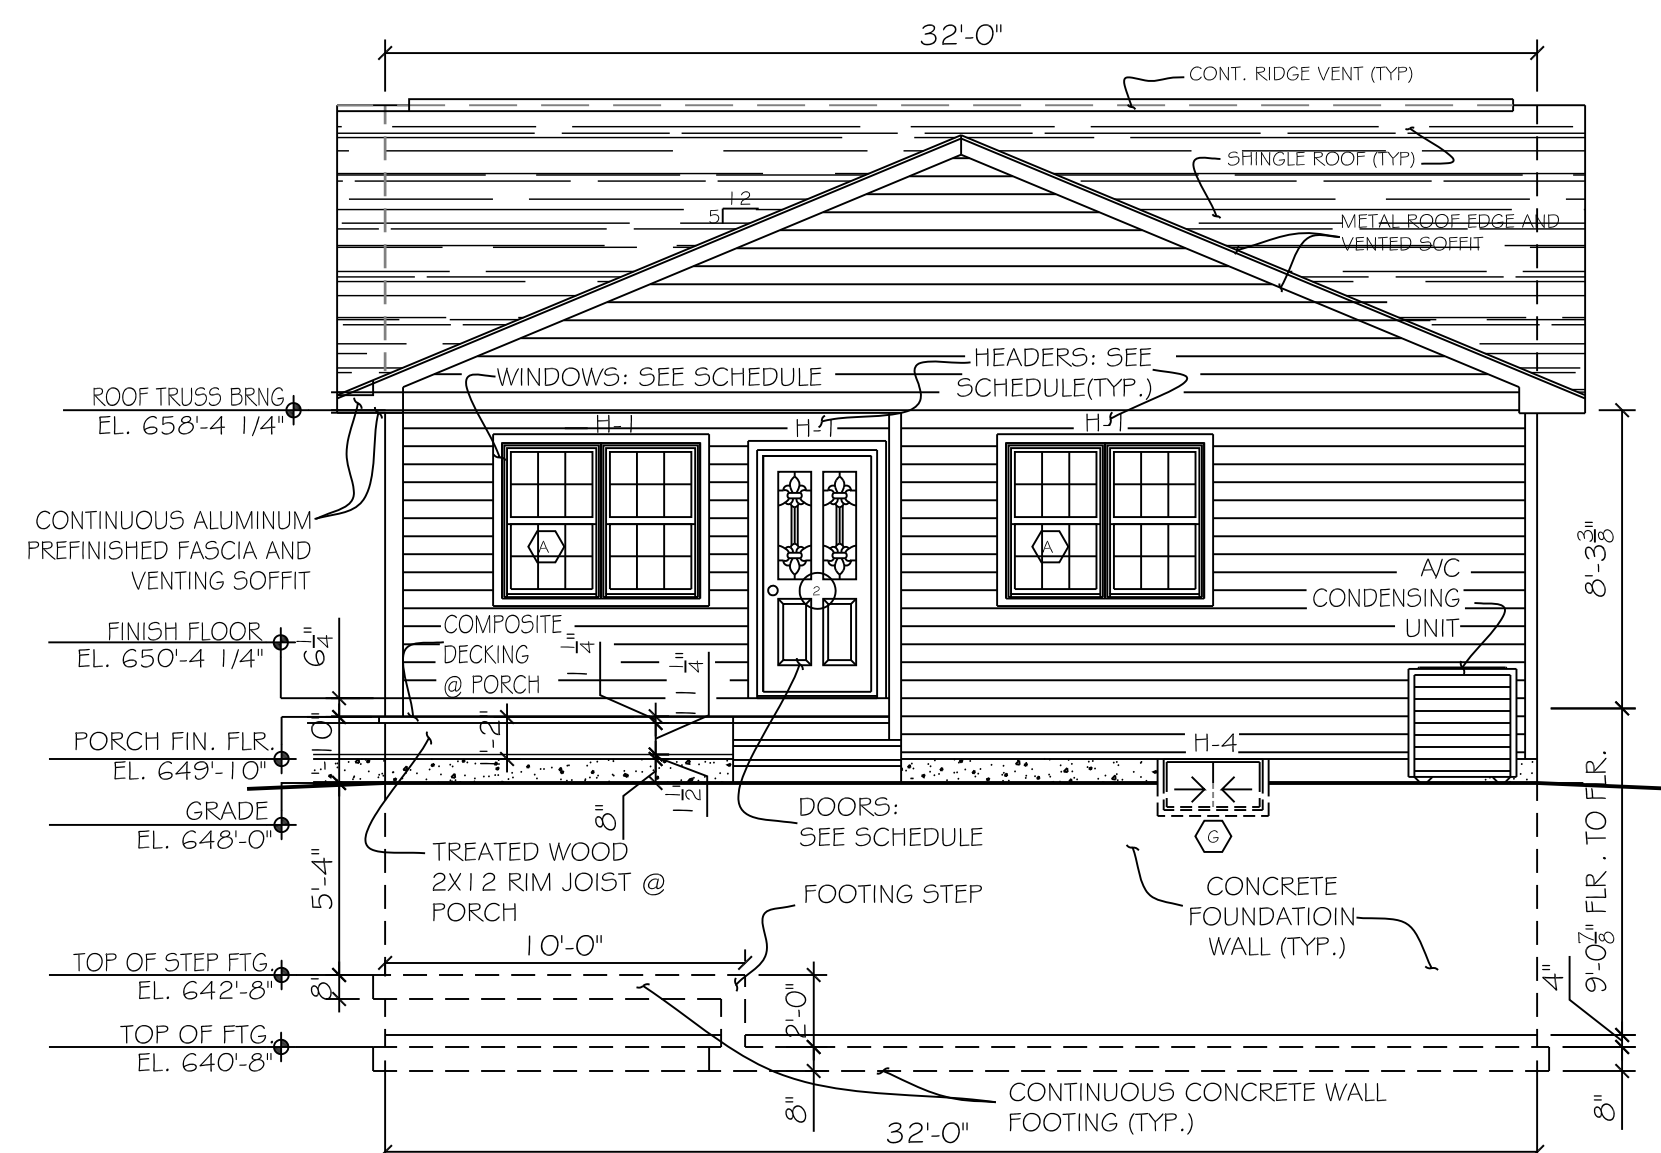 32'-0"
CONT. RIDGE VENT (TYP)
SHINGLE ROOF (TYP)
12
5
METAL ROOF EDGE AND
VENTED SOFFIT
HEADERS: SEE
SCHEDULE(TYP.)
WINDOWS: SEE SCHEDULE
ROOF TRUSS BRNG
EL. 658'-4 1/4"
H-1
H-1
H-1
CONTINUOUS ALUMINUM
PREFINISHED FASCIA AND
VENTING SOFFIT
A
A
2
8'-3 3/8"
A/C
CONDENSING
UNIT
FINISH FLOOR
EL. 650'-4 1/4"
6 1/4"
COMPOSITE
DECKING
@ PORCH
1 1/4"
11 1/4"
PORCH FIN. FLR.
EL. 649'-10"
1'-10"
1'-2"
H-4
GRADE
EL. 648'-0"
8"
1 1/2"
DOORS:
SEE SCHEDULE
G
TREATED WOOD
2X12 RIM JOIST @
PORCH
5'-4"
FOOTING STEP
CONCRETE
FOUNDATIOIN
WALL (TYP.)
9'-0 7/8" FLR. TO FLR.
10'-0"
TOP OF STEP FTG.
EL. 642'-8"
8"
2'-0"
4"
TOP OF FTG.
EL. 640'-8"
8"
CONTINUOUS CONCRETE WALL
FOOTING (TYP.)
8"
32'-0"